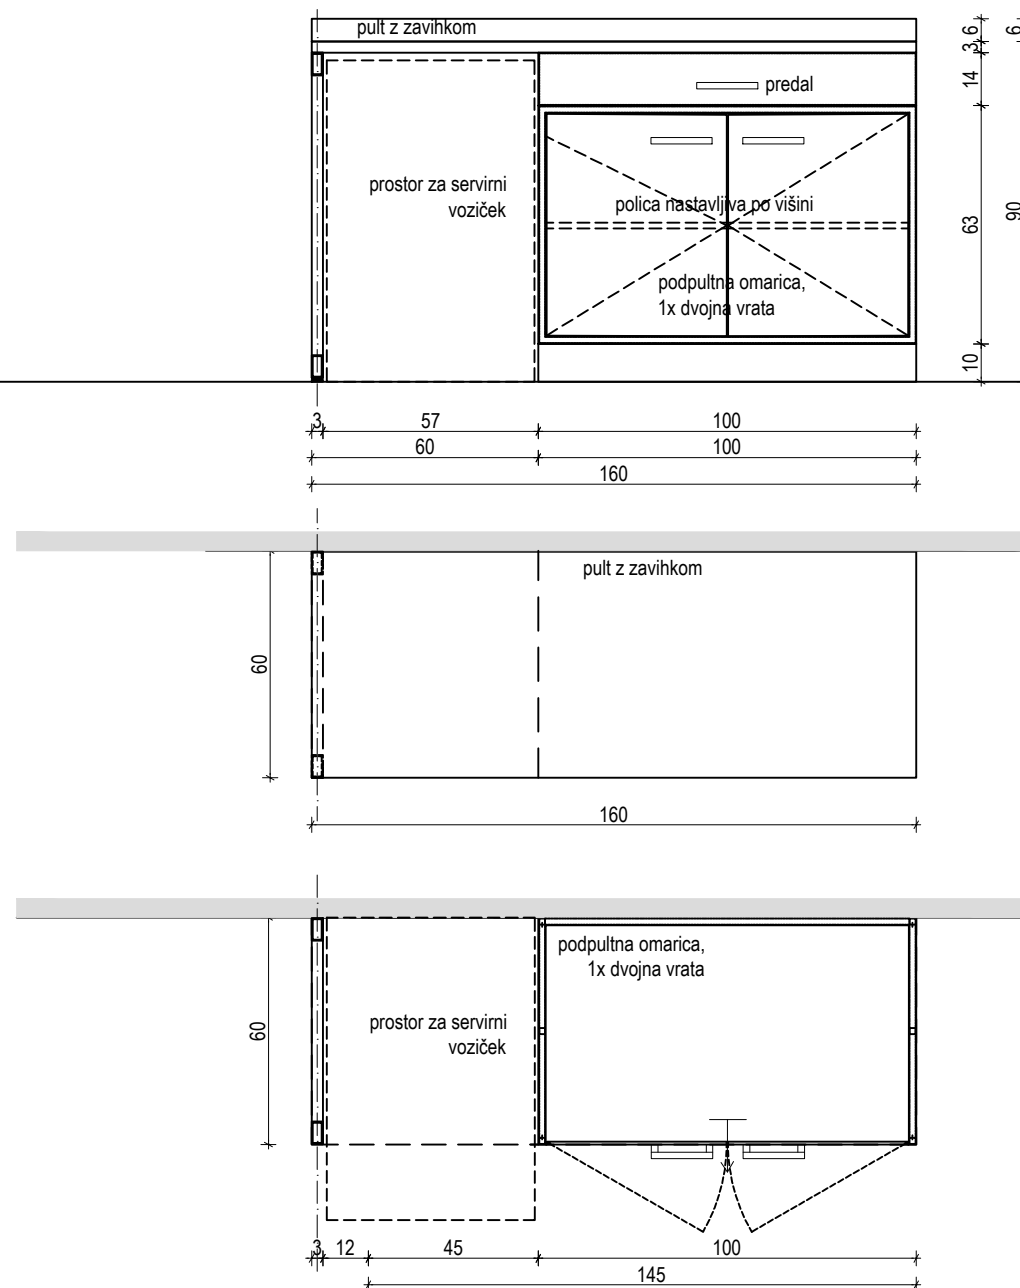 pult z zavihkom
6
6
3
14
predal
prostor za servirni
voziček
polica nastavljiva po višini
63
90
podpultna omarica,
1x dvojna vrata
10
3
57
100
60
100
160
pult z zavihkom
60
160
podpultna omarica,
1x dvojna vrata
prostor za servirni
voziček
60
3
12
45
100
145